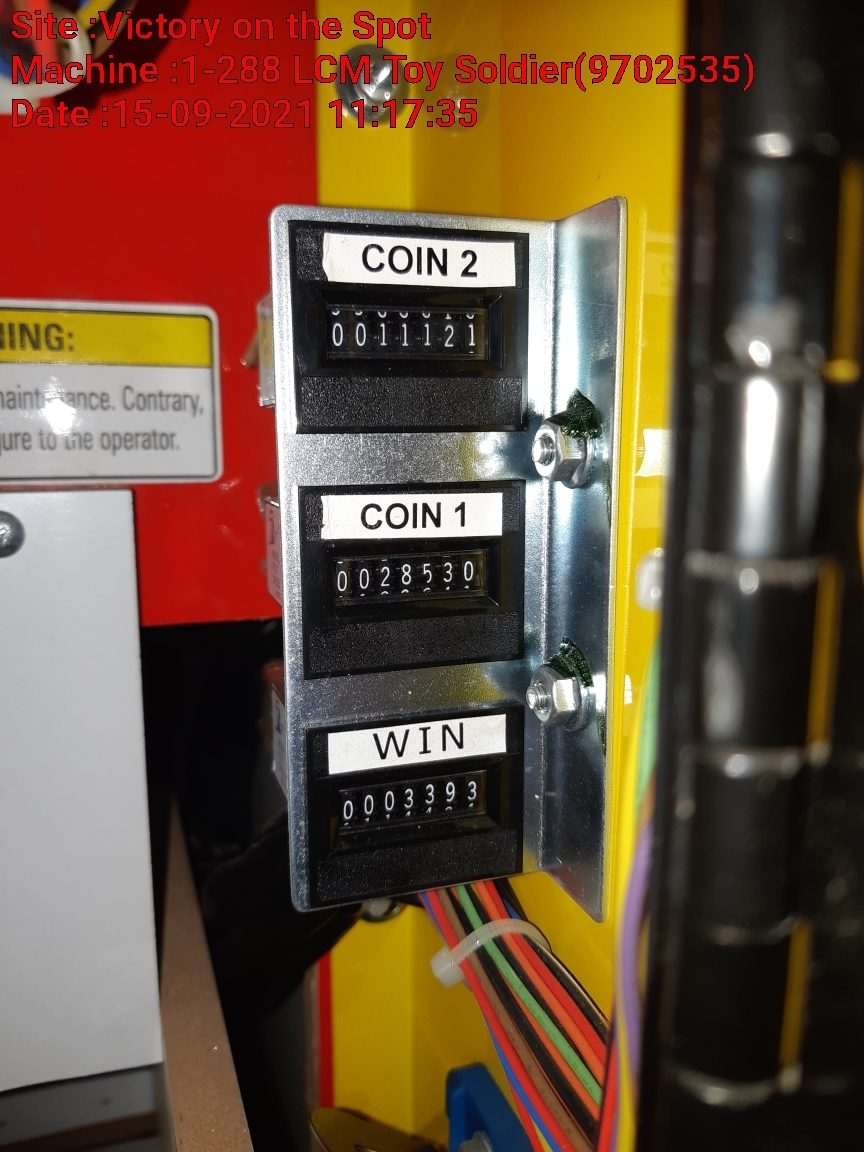 Site :Victory on the Spot
Machine :1-288 LCM Toy Soldier(9702535)
Date :15-09-2021 11:17:35
COIN 2
0011121
NING:
maintenance. Contrary,
jure to the operator.
COIN 1
0028530
WIN
0003393